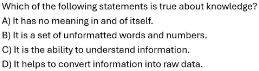 Which of the following statements is true about knowledge?
A) It has no meaning in and of itself.
B) It is a set of unformatted words and numbers.
C) It is the ability to understand information.
D) It helps to convert information into raw data.